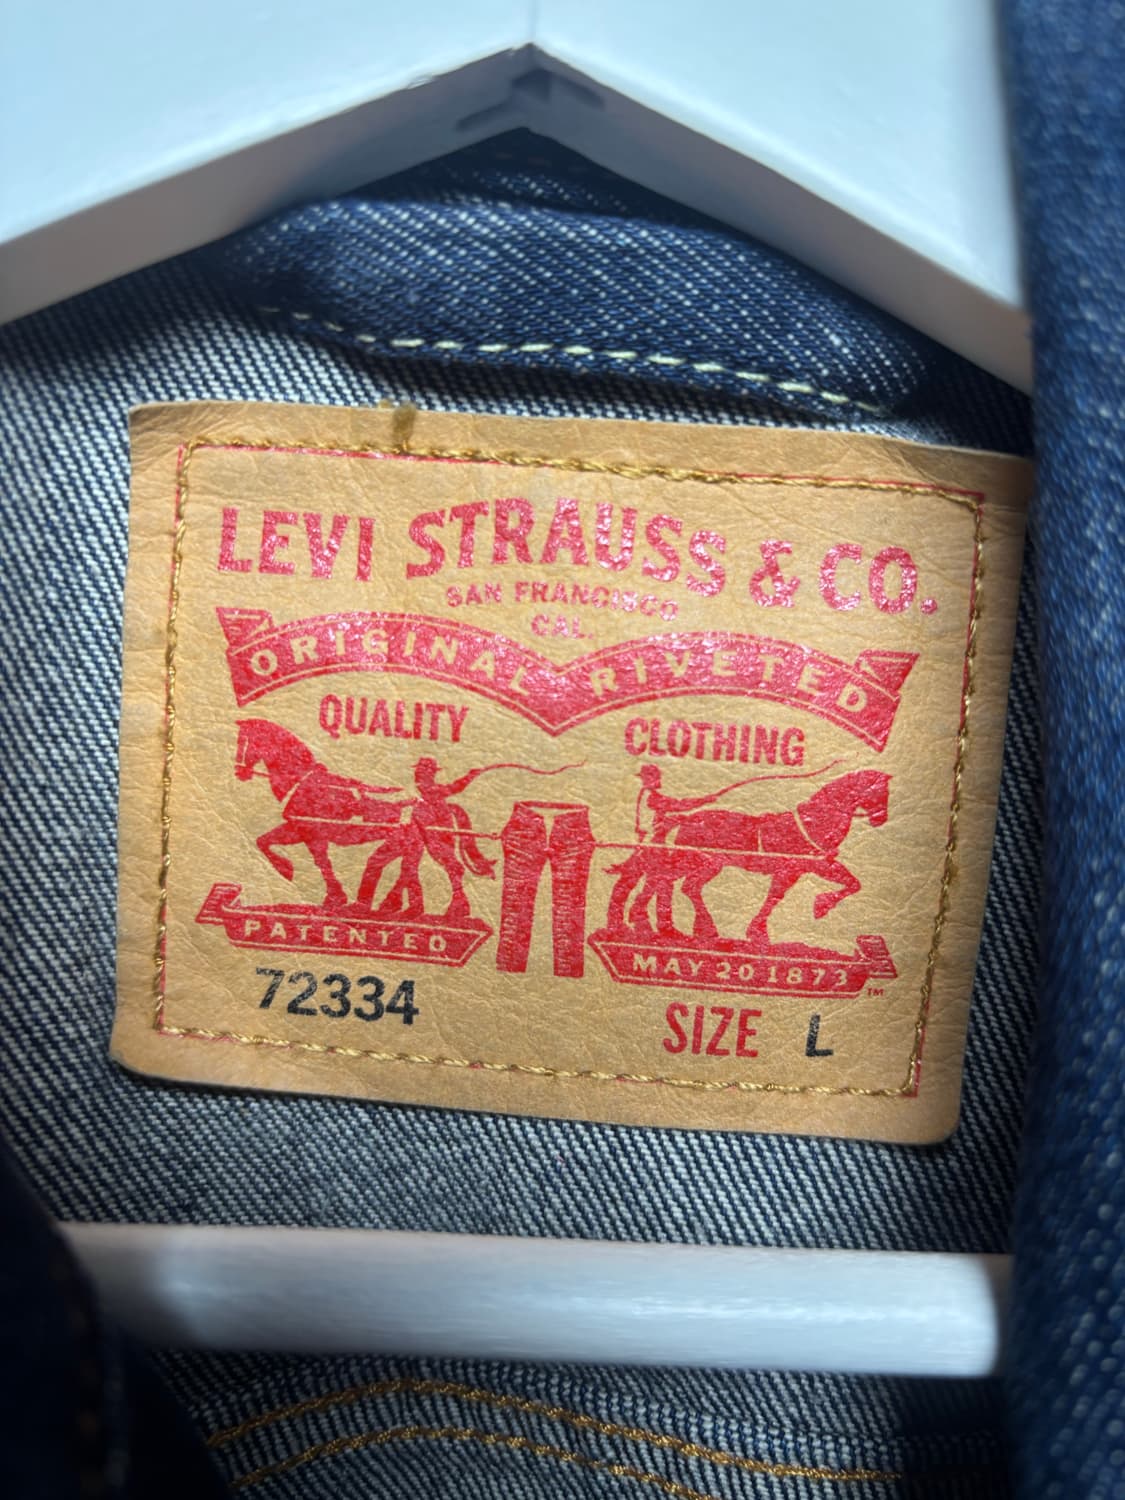 LEVI STRAUSS & CO.
SAN FRANCISCO
CAL.
ORIGINAL RIVETED
QUALITY CLOTHING
PATENTED MAY 20 1873 ™
72334 SIZE L